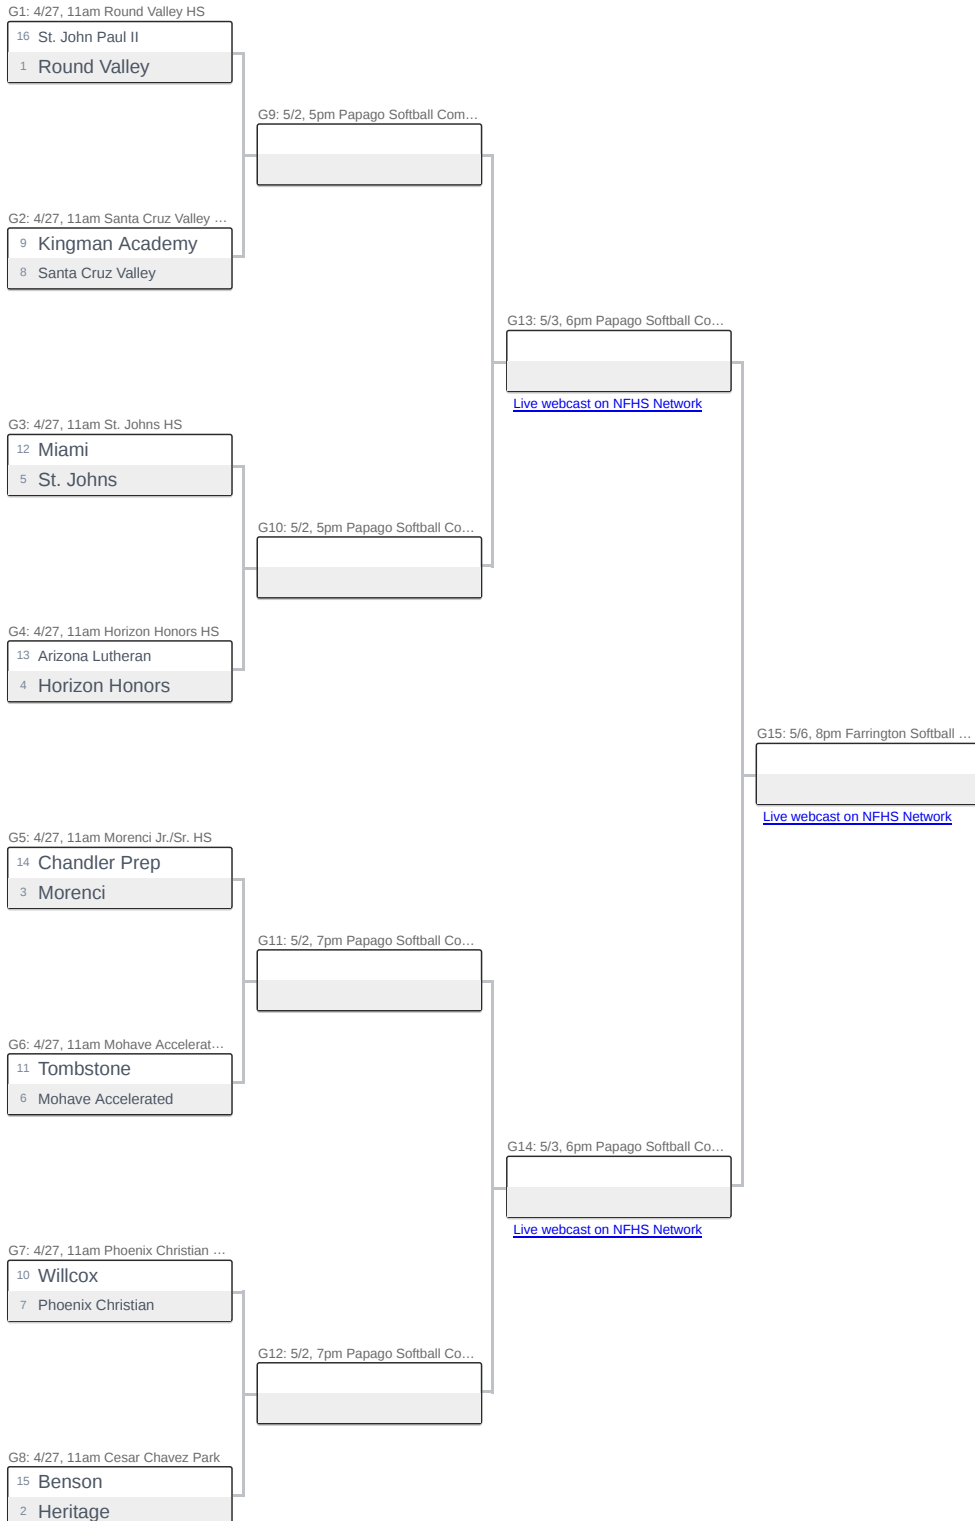 G1: 4/27, 11am Round Valley HS
16 St. John Paul II
1 Round Valley
G9: 5/2, 5pm Papago Softball Com…
G2: 4/27, 11am Santa Cruz Valley …
9 Kingman Academy
8 Santa Cruz Valley
G13: 5/3, 6pm Papago Softball Co…
Live webcast on NFHS Network
G3: 4/27, 11am St. Johns HS
12 Miami
5 St. Johns
G10: 5/2, 5pm Papago Softball Co…
G4: 4/27, 11am Horizon Honors HS
13 Arizona Lutheran
4 Horizon Honors
G15: 5/6, 8pm Farrington Softball …
Live webcast on NFHS Network
G5: 4/27, 11am Morenci Jr./Sr. HS
14 Chandler Prep
3 Morenci
G11: 5/2, 7pm Papago Softball Co…
G6: 4/27, 11am Mohave Accelerat…
11 Tombstone
6 Mohave Accelerated
G14: 5/3, 6pm Papago Softball Co…
Live webcast on NFHS Network
G7: 4/27, 11am Phoenix Christian …
10 Willcox
7 Phoenix Christian
G12: 5/2, 7pm Papago Softball Co…
G8: 4/27, 11am Cesar Chavez Park
15 Benson
2 Heritage